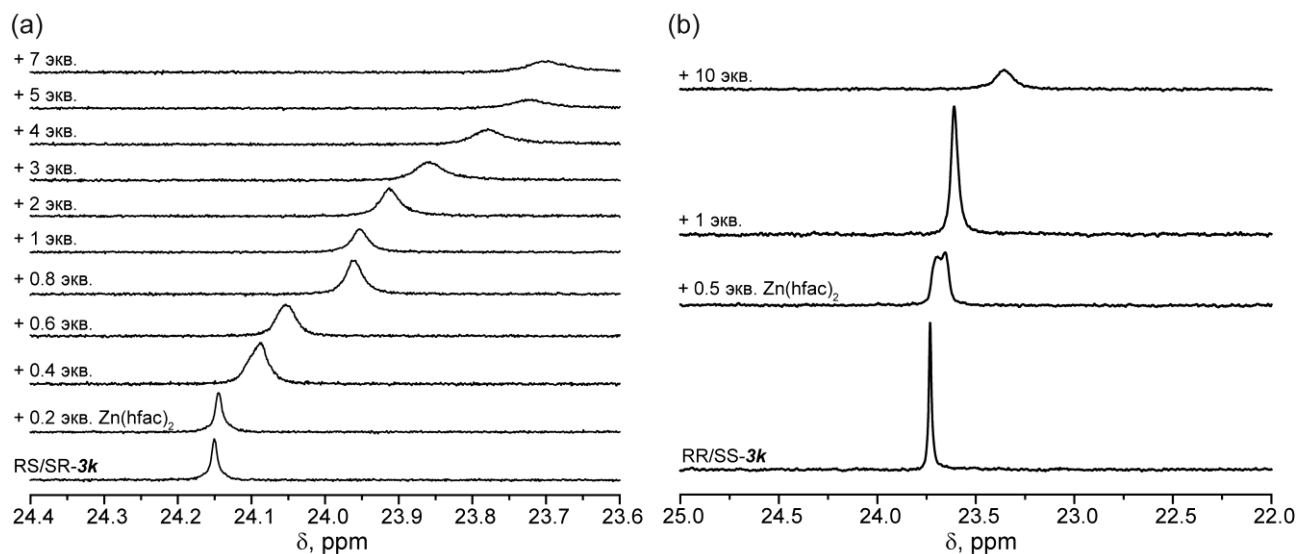 (a)
+ 7 экв.
+ 5 экв.
+ 4 экв.
+ 3 экв.
+ 2 экв.
+ 1 экв.
+ 0.8 экв.
+ 0.6 экв.
+ 0.4 экв.
+ 0.2 экв. Zn(hfac)2
RS/SR-3k
24.4 24.3 24.2 24.1 24.0 23.9 23.8 23.7 23.6
δ, ppm
(b)
+ 10 экв.
+ 1 экв.
+ 0.5 экв. Zn(hfac)2
RR/SS-3k
25.0 24.5 24.0 23.5 23.0 22.5 22.0
δ, ppm